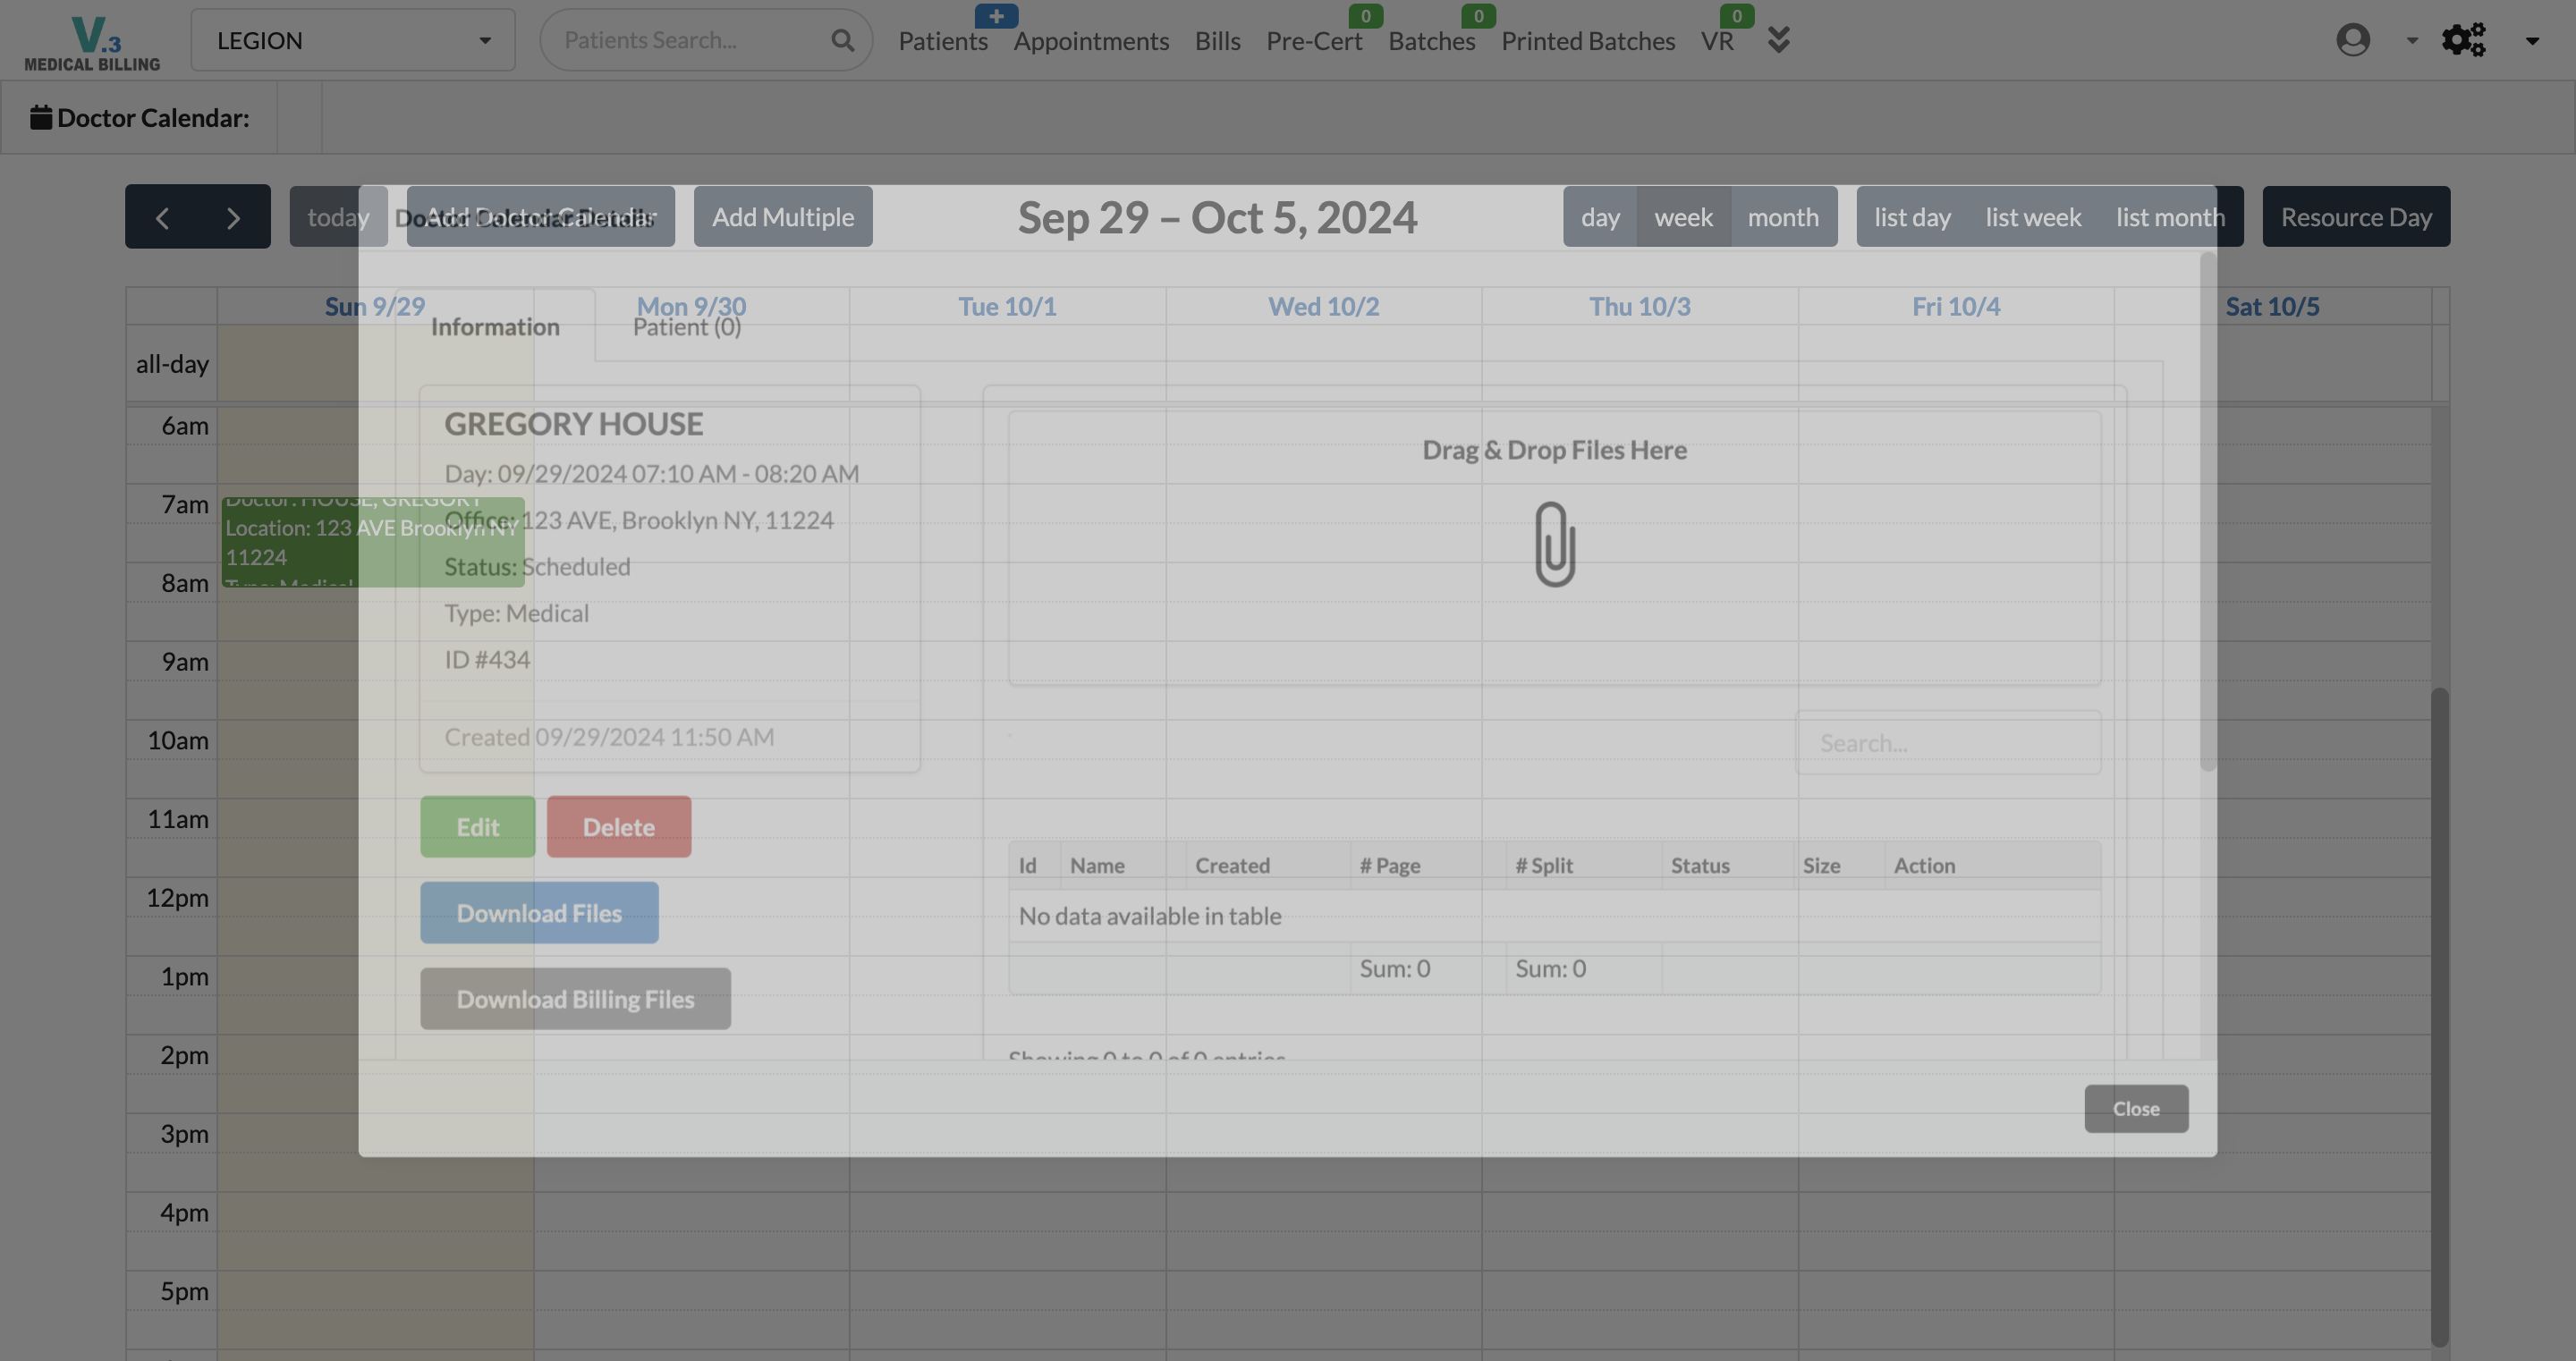 V.3
MEDICAL BILLING
LEGION
Patients Search...
Patients
Appointments
Bills
Pre-Cert
0
Batches
0
Printed Batches
VR
0
Doctor Calendar:
today
Add Doctor Calendar
Doctor Calendar Details
Add Multiple
Sep 29 – Oct 5, 2024
day
week
month
list day
list week
list month
Resource Day
Sun 9/29
Mon 9/30
Tue 10/1
Wed 10/2
Thu 10/3
Fri 10/4
Sat 10/5
Information
Patient (0)
all-day
6am
7am
8am
9am
10am
11am
12pm
1pm
2pm
3pm
4pm
5pm
Doctor: HOUSE, GREGORY
Location: 123 AVE Brooklyn NY
11224
Type: Medical
GREGORY HOUSE
Day: 09/29/2024 07:10 AM - 08:20 AM
Office: 123 AVE, Brooklyn NY, 11224
Status: Scheduled
Type: Medical
ID #434
Created 09/29/2024 11:50 AM
Edit
Delete
Download Files
Download Billing Files
Drag & Drop Files Here
Search...
Id
Name
Created
# Page
# Split
Status
Size
Action
No data available in table
Sum: 0
Sum: 0
Showing 0 to 0 of 0 entries
Close